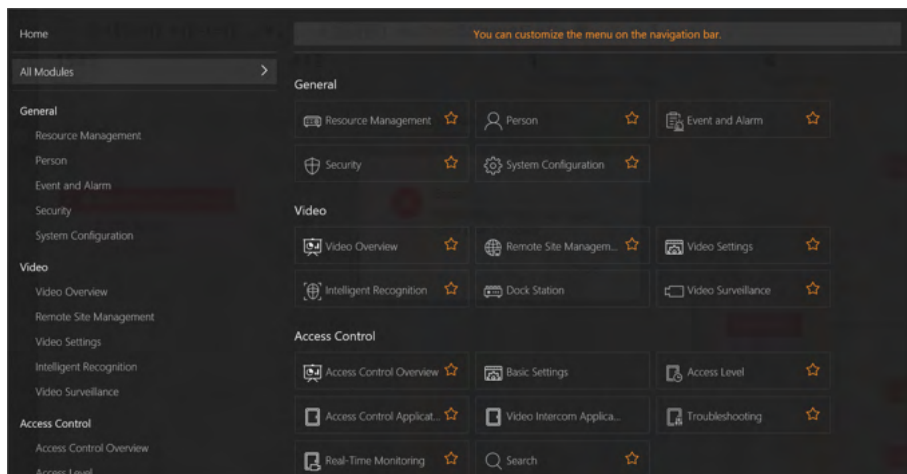 Home
You can customize the menu on the navigation bar.
All Modules
General
Resource Management
Person
Event and Alarm
Security
System Configuration
Video
Video Overview
Remote Site Management
Video Settings
Intelligent Recognition
Video Surveillance
Access Control
Access Control Overview
Access Level
General
Resource Management
Person
Event and Alarm
Security
System Configuration
Video
Video Overview
Remote Site Managem...
Video Settings
Intelligent Recognition
Dock Station
Video Surveillance
Access Control
Access Control Overview
Basic Settings
Access Level
Access Control Applicat...
Video Intercom Applica...
Troubleshooting
Real-Time Monitoring
Search